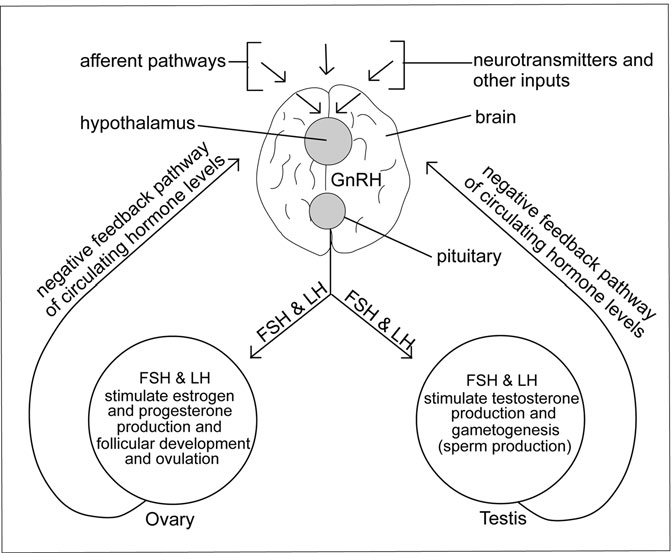 afferent pathways
neurotransmitters and
other inputs
hypothalamus
brain
GnRH
pituitary
negative feedback pathway
of circulating hormone levels
negative feedback pathway
of circulating hormone levels
FSH & LH
FSH & LH
FSH & LH
stimulate estrogen
and progesterone
production and
follicular development
and ovulation
FSH & LH
stimulate testosterone
production and
gametogenesis
(sperm production)
Ovary
Testis